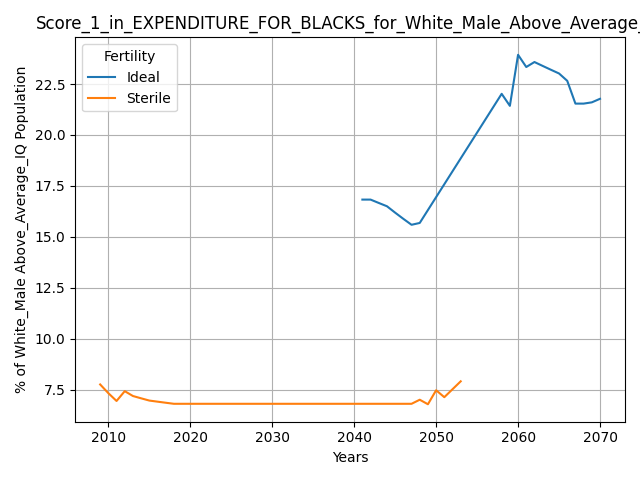 Score_1_in_EXPENDITURE_FOR_BLACKS_for_White_Male_Above_Average_
Fertility
Ideal
Sterile
% of White_Male Above_Average_IQ Population
22.5
20.0
17.5
15.0
12.5
10.0
7.5
2010 2020 2030 2040 2050 2060 2070
Years